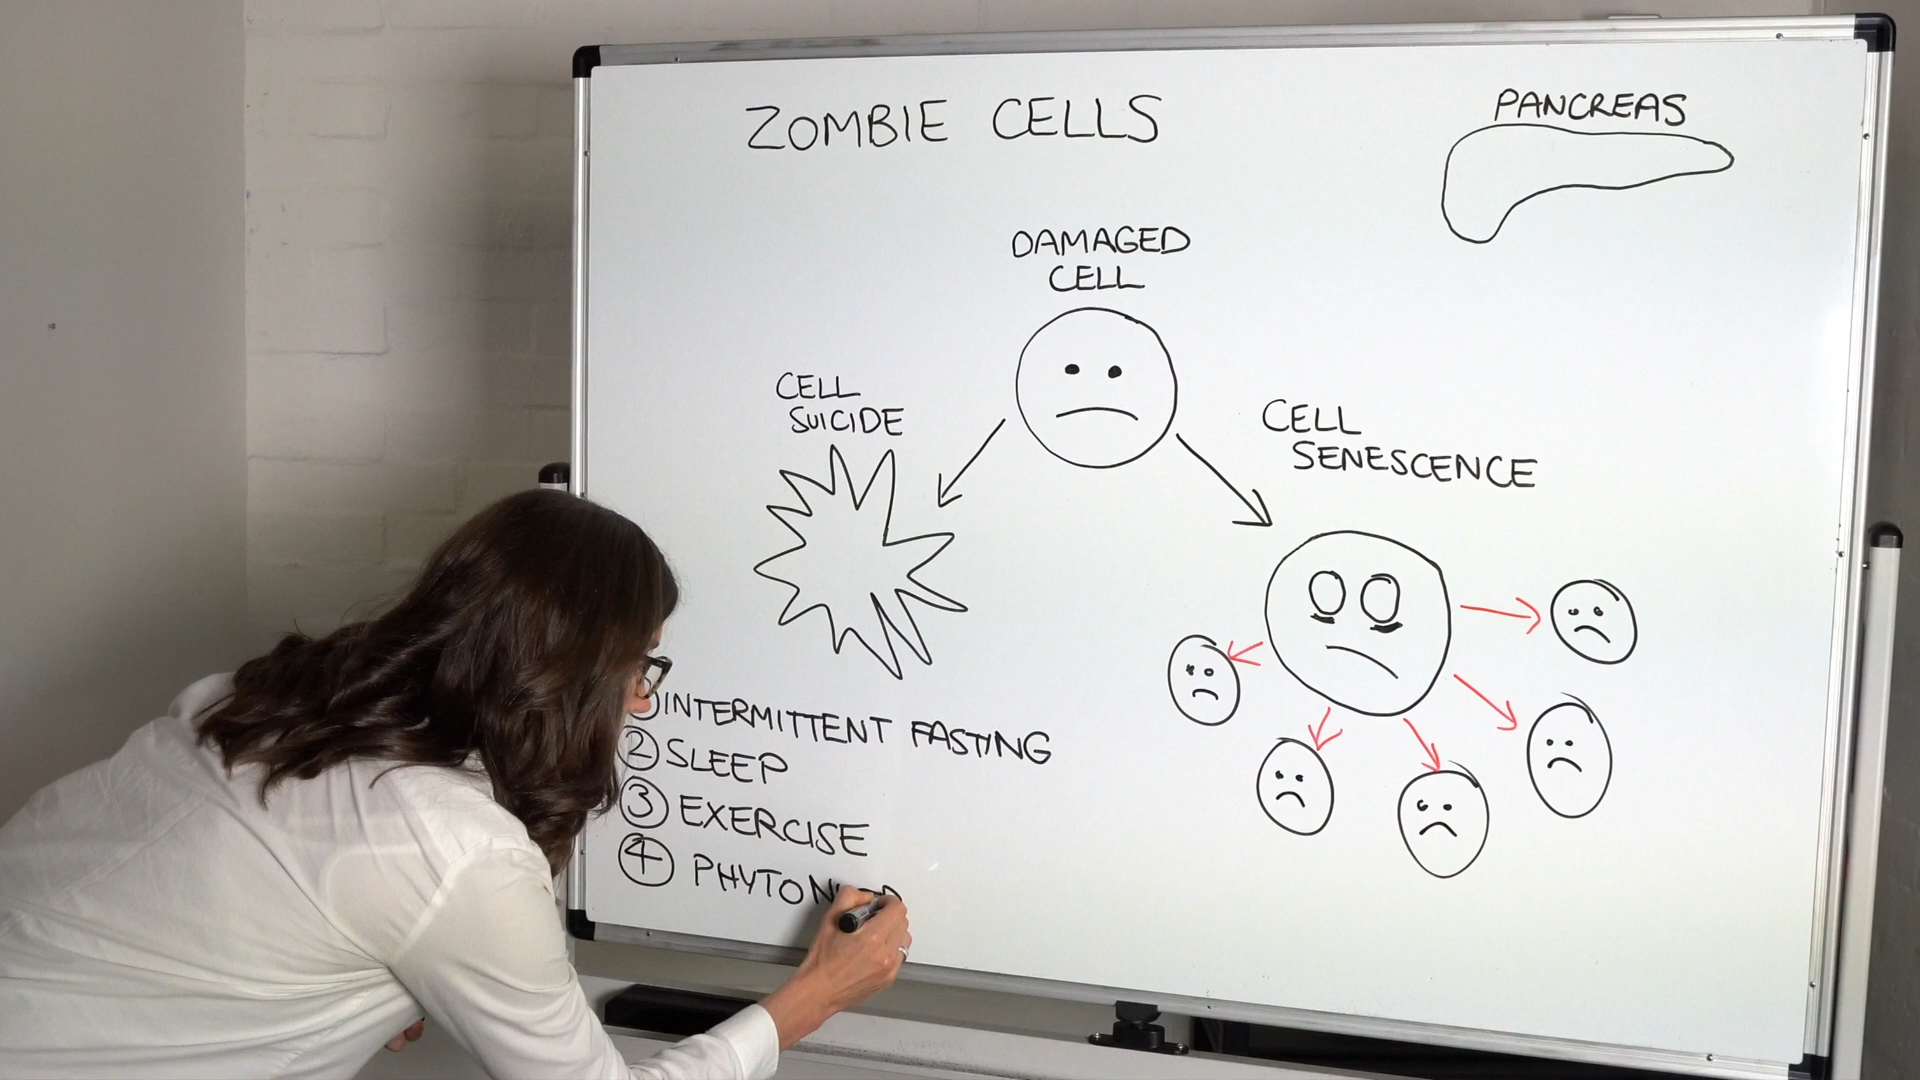 ZOMBIE CELLS
PANCREAS
DAMAGED
CELL
CELL
SUICIDE
CELL
SENESCENCE
INTERMITTENT FASTING
2 SLEEP
3 EXERCISE
4